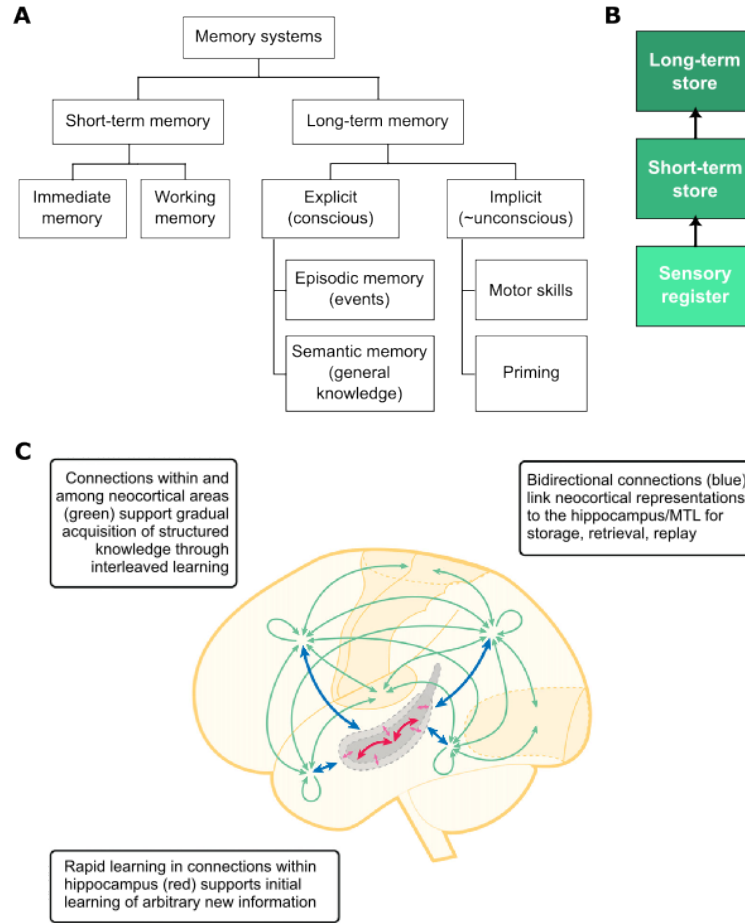 A
Memory systems
Short-term memory
Long-term memory
Immediate
memory
Working
memory
Explicit
(conscious)
Implicit
(~unconscious)
Episodic memory
(events)
Motor skills
Semantic memory
(general
knowledge)
Priming
B
Long-term
store
Short-term
store
Sensory
register
C
Connections within and
among neocortical areas
(green) support gradual
acquisition of structured
knowledge through
interleaved learning
Bidirectional connections (blue)
link neocortical representations
to the hippocampus/MTL for
storage, retrieval, replay
Rapid learning in connections within
hippocampus (red) supports initial
learning of arbitrary new information